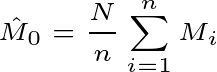 $\hat{M}_0 = \frac{N}{n} \sum_{i=1}^{n} M_i$